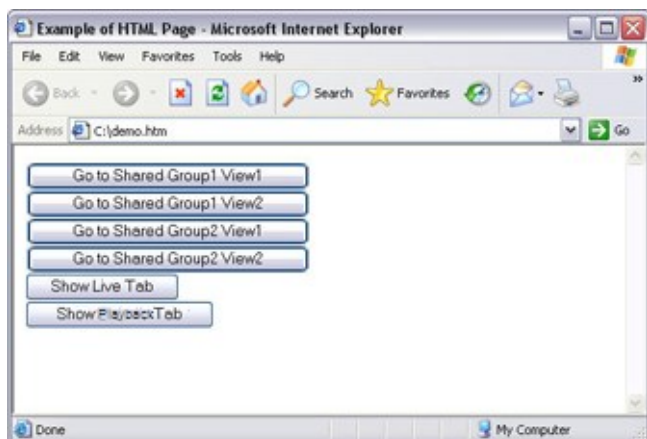 Example of HTML Page - Microsoft Internet Explorer
File Edit View Favorites Tools Help
Back Search Favorites »
Address C:\demo.htm Go
Go to Shared Group1 View1
Go to Shared Group1 View2
Go to Shared Group2 View1
Go to Shared Group2 View2
Show Live Tab
Show Playback Tab
Done My Computer